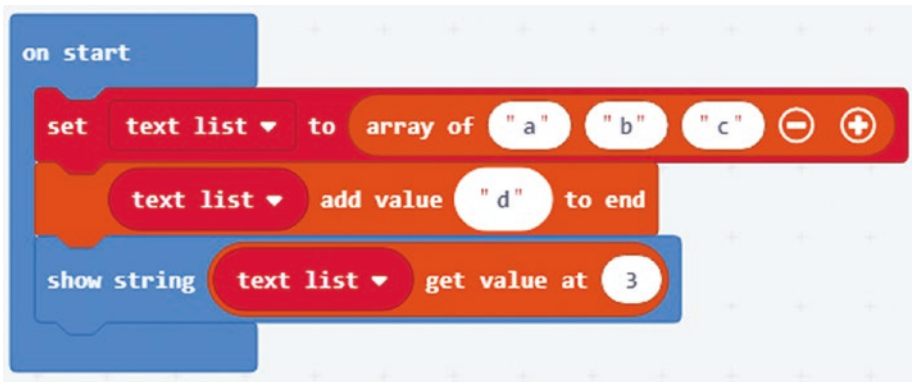 on start
set text list to array of "a" "b" "c"
text list add value "d" to end
show string text list get value at 3